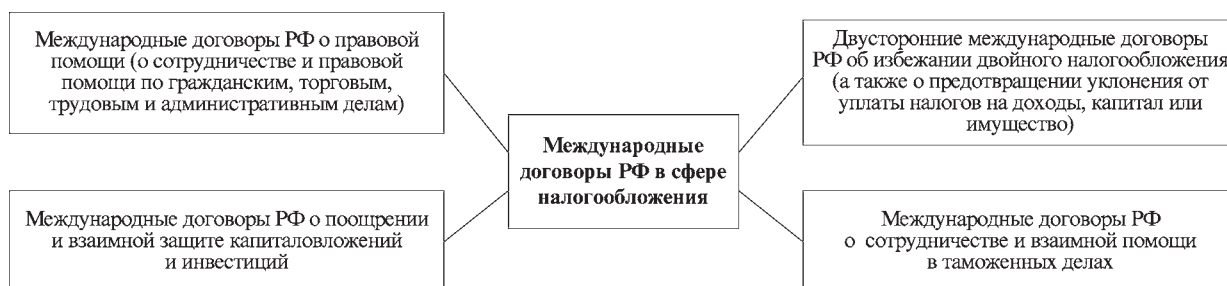 Международные договоры РФ о правовой
помощи (о сотрудничестве и правовой
помощи по гражданским, торговым,
трудовым и административным делам)
Двусторонние международные договоры
РФ об избежании двойного налогообложения
(а также о предотвращении уклонения от
уплаты налогов на доходы, капитал или
имущество)
Международные
договоры РФ в сфере
налогообложения
Международные договоры РФ о поощрении
и взаимной защите капиталовложений
и инвестиций
Международные договоры РФ
о сотрудничестве и взаимной помощи
в таможенных делах